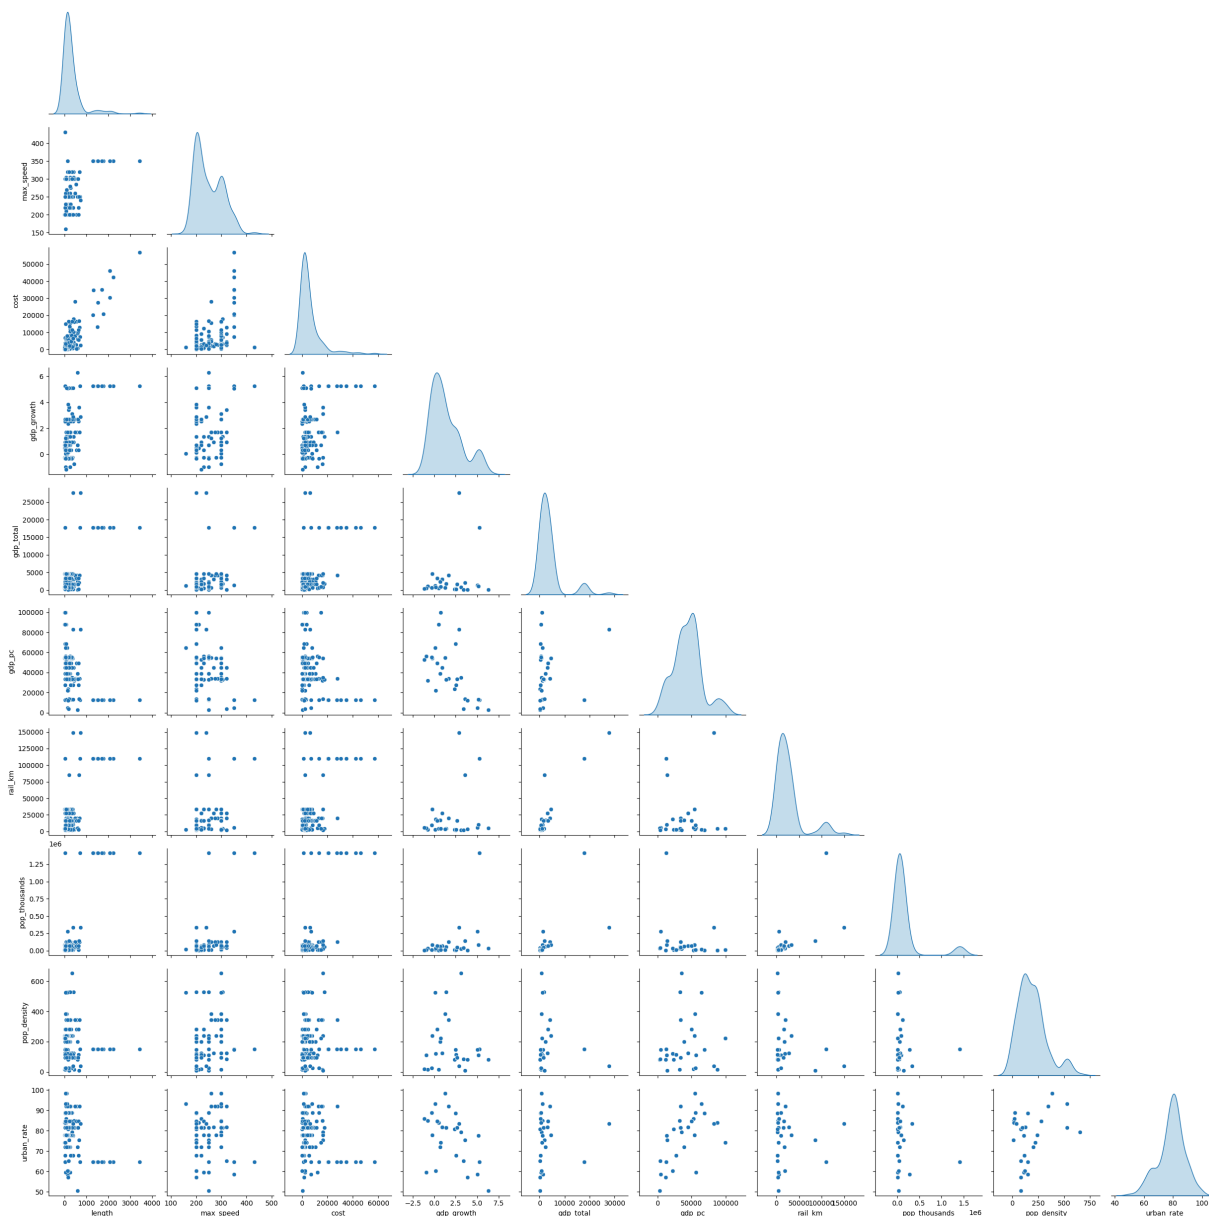 max_speed
400
350
300
250
200
150
cost
50000
40000
30000
20000
10000
0
gdp_growth
6
4
2
0
gdp_total
25000
20000
15000
10000
5000
0
gdp_pc
100000
80000
60000
40000
20000
0
rail_km
150000
125000
100000
75000
50000
25000
0
1e6
pop_thousands
1.25
1.00
0.75
0.50
0.25
0.00
pop_density
600
400
200
0
urban_rate
100
90
80
70
60
50
0 1000 2000 3000 4000
length
100 200 300 400 500
max_speed
0 20000 40000 60000
cost
−2.5 0.0 2.5 5.0 7.5
gdp_growth
0 10000 20000 30000
gdp_total
0 50000 100000
gdp_pc
0 50000 100000 150000
rail_km
0.0 0.5 1.0 1.5
pop_thousands 1e6
0 250 500 750
pop_density
40 60 80 100
urban_rate